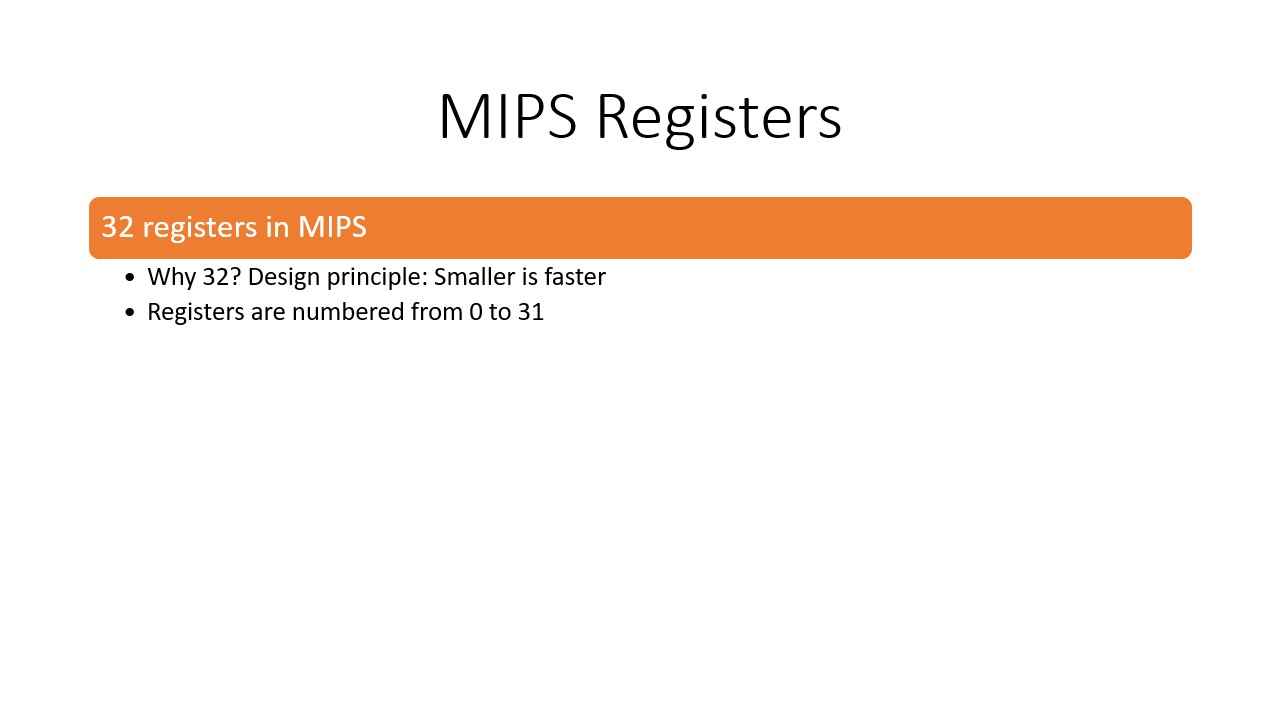 MIPS Registers
32 registers in MIPS
• Why 32? Design principle: Smaller is faster
• Registers are numbered from 0 to 31